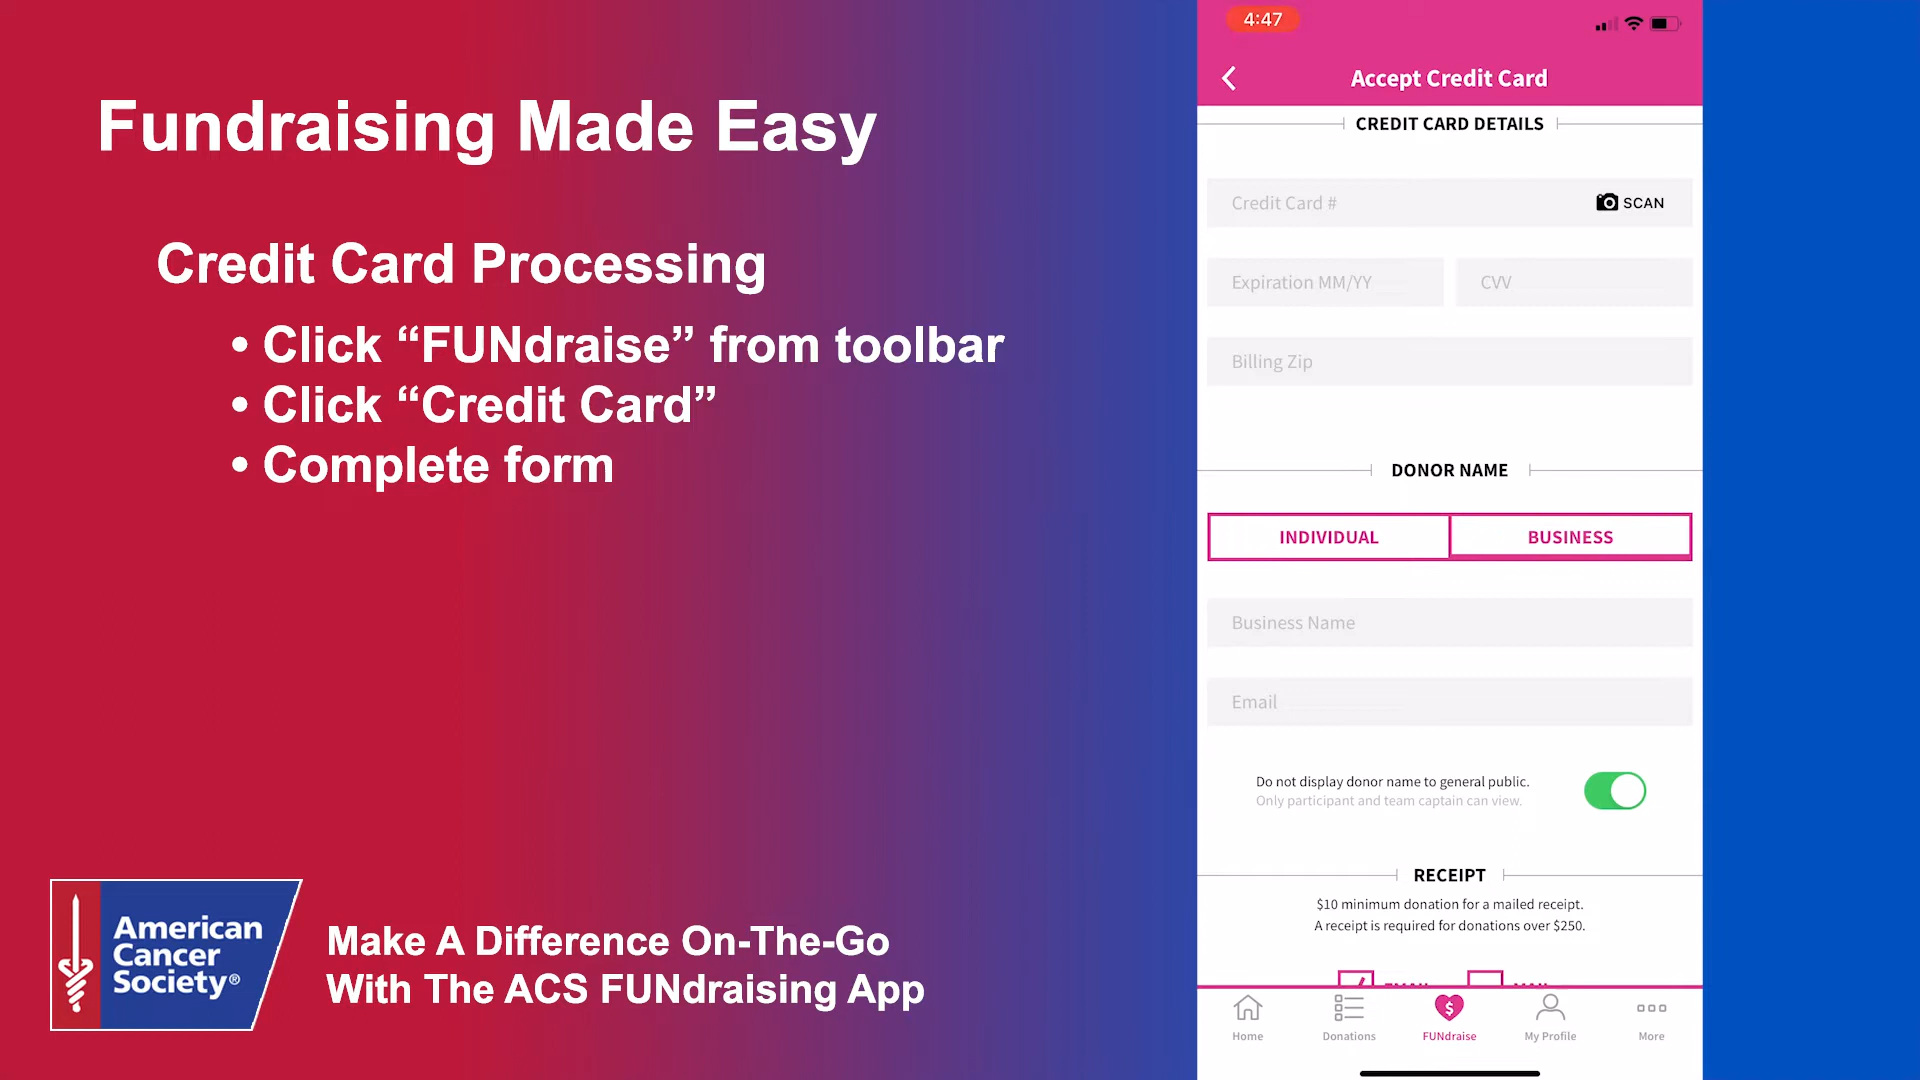 Fundraising Made Easy
Credit Card Processing
• Click “FUNdraise” from toolbar
• Click “Credit Card”
• Complete form
American
Cancer
Society®
Make A Difference On-The-Go
With The ACS FUNdraising App
4:47
Accept Credit Card
CREDIT CARD DETAILS
Credit Card #
SCAN
Expiration MM/YY
CVV
Billing Zip
DONOR NAME
INDIVIDUAL
BUSINESS
Business Name
Email
Do not display donor name to general public.
Only participant and team captain can view.
RECEIPT
$10 minimum donation for a mailed receipt.
A receipt is required for donations over $250.
Home
Donations
FUNdraise
My Profile
More